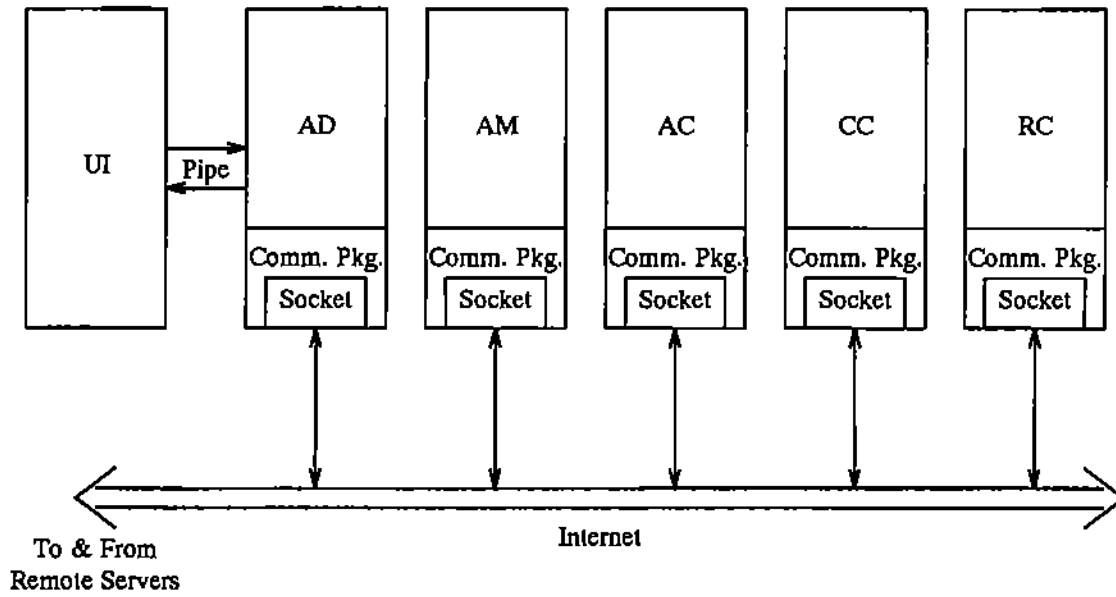 UI
Pipe
AD
AM
AC
CC
RC
Comm. Pkg.
Socket
Comm. Pkg.
Socket
Comm. Pkg.
Socket
Comm. Pkg.
Socket
Comm. Pkg.
Socket
Internet
To & From
Remote Servers